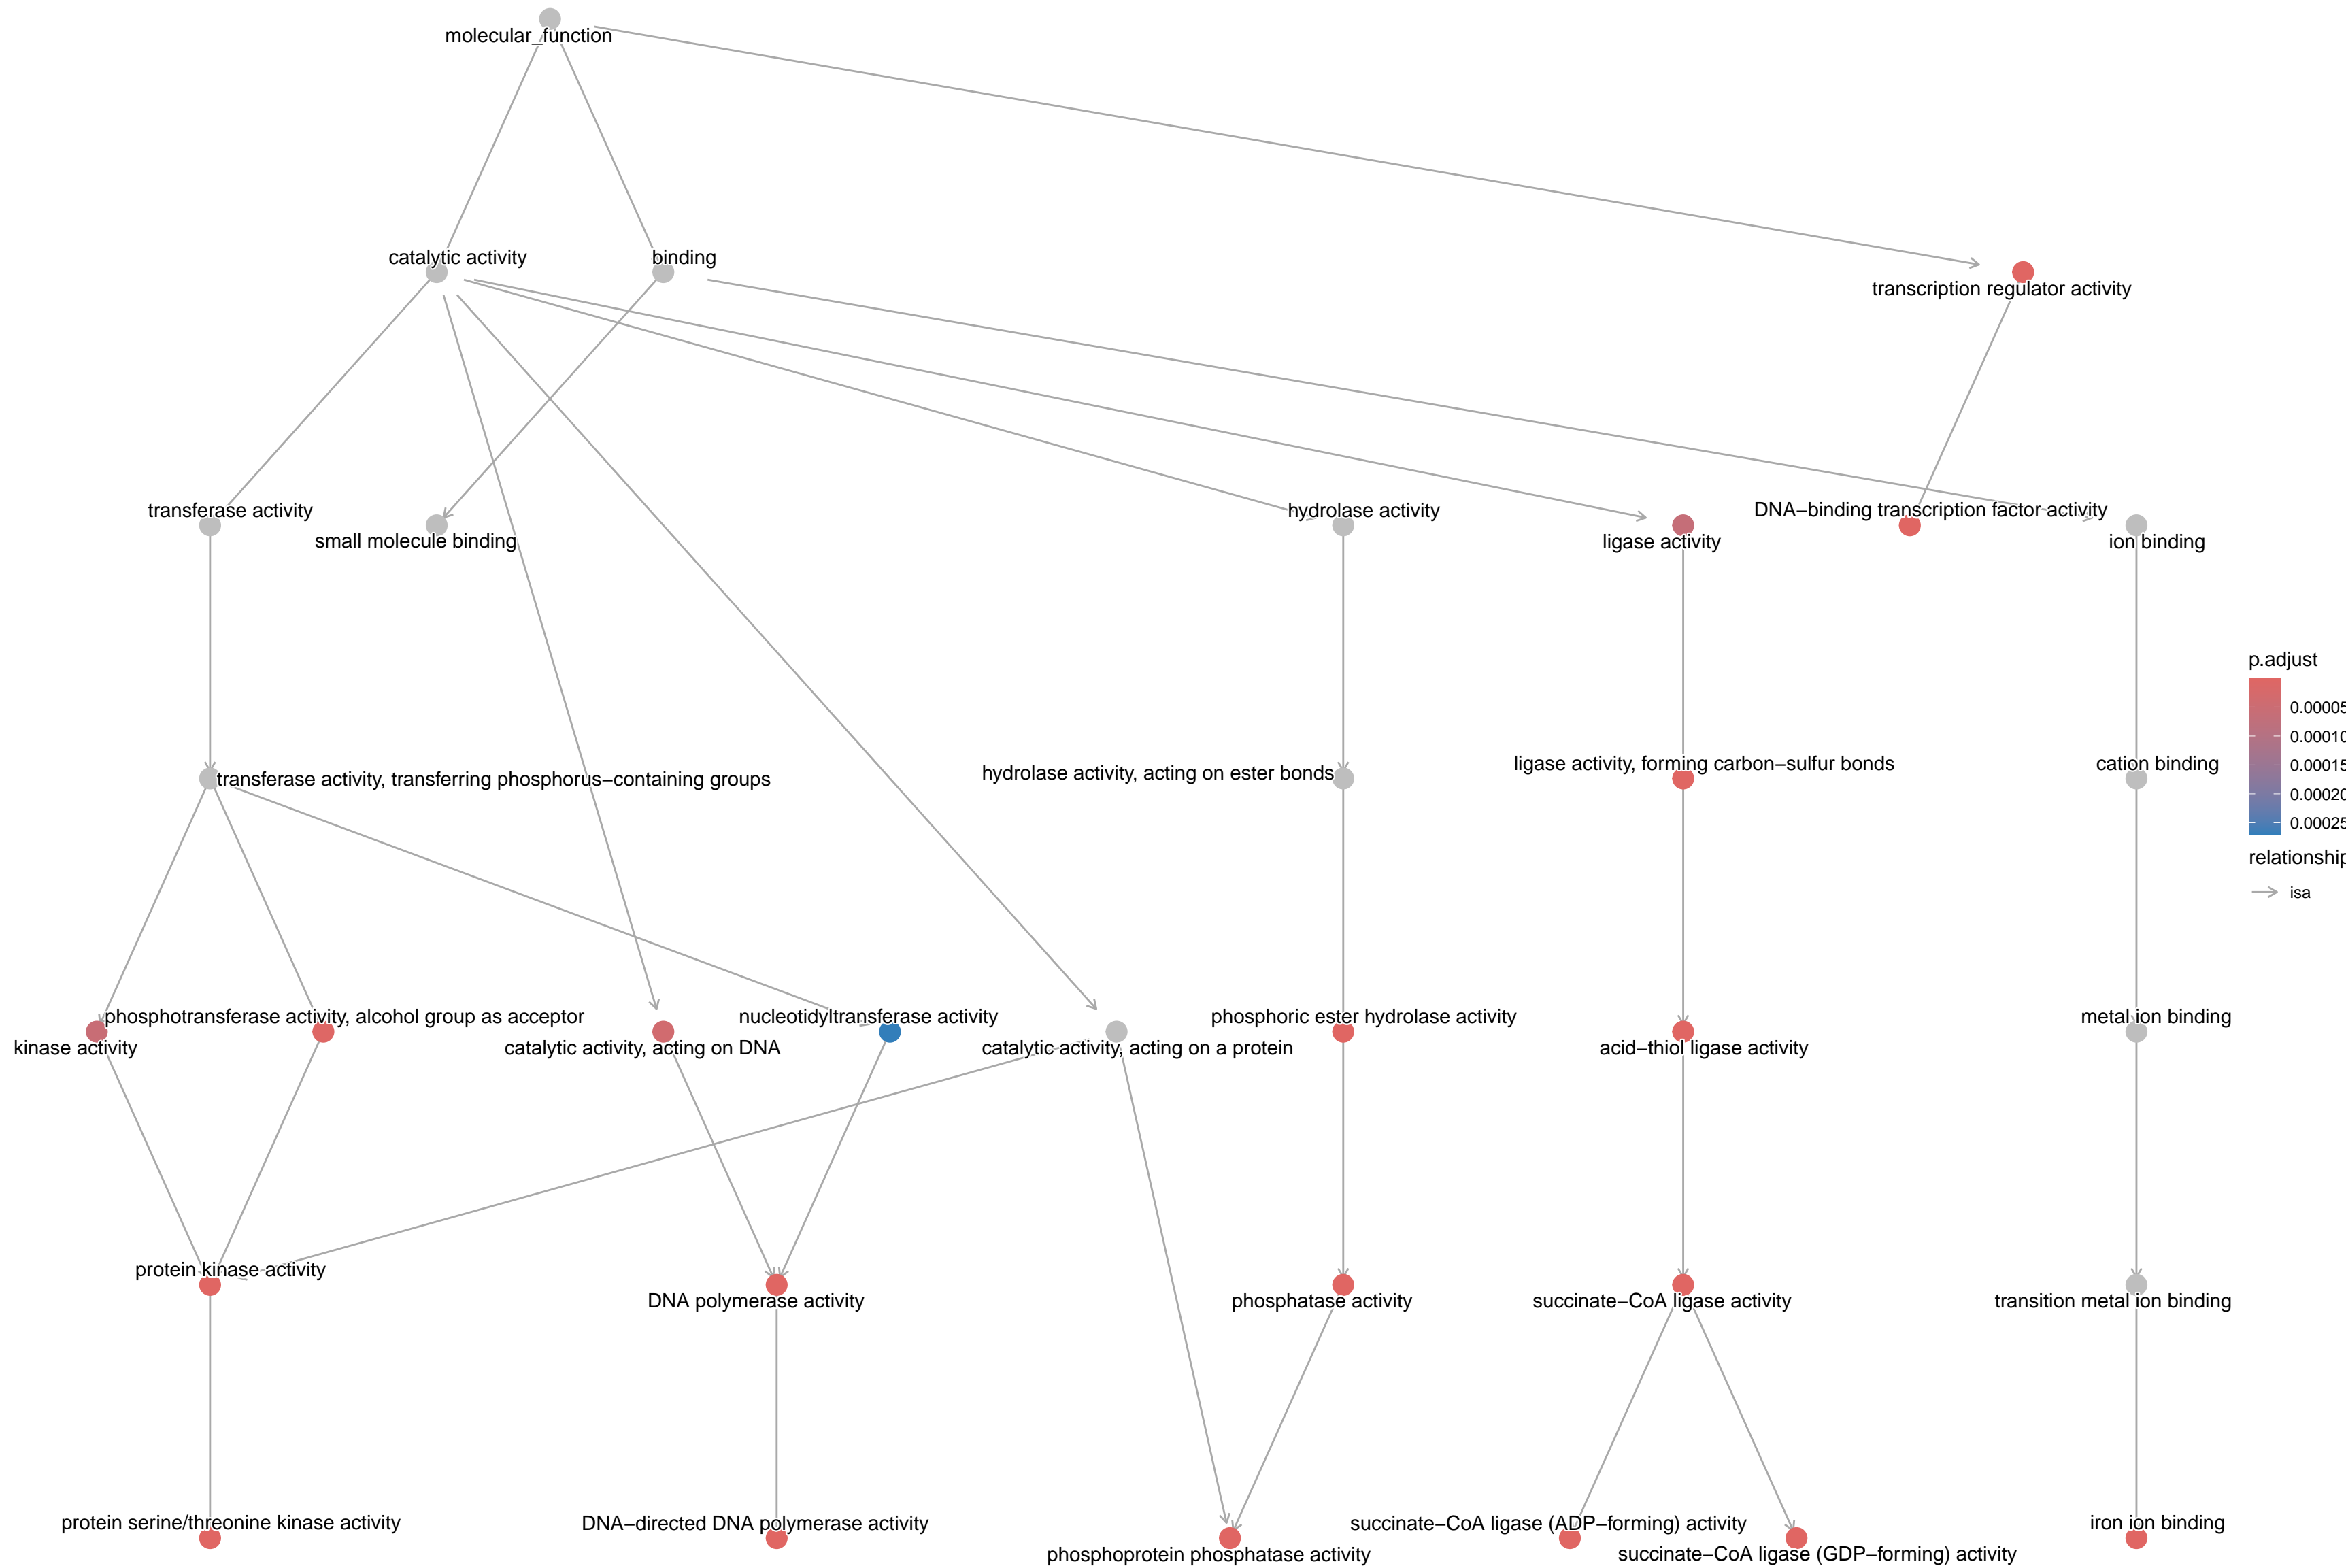 molecular_function
catalytic activity
binding
transcription regulator activity
transferase activity
small molecule binding
hydrolase activity
ligase activity
DNA−binding transcription factor activity
ion binding
p.adjust
0.00005
0.00010
0.00015
0.00020
0.00025
relationship
isa
transferase activity, transferring phosphorus−containing groups
hydrolase activity, acting on ester bonds
ligase activity, forming carbon−sulfur bonds
cation binding
kinase activity
phosphotransferase activity, alcohol group as acceptor
catalytic activity, acting on DNA
nucleotidyltransferase activity
catalytic activity, acting on a protein
phosphoric ester hydrolase activity
acid−thiol ligase activity
metal ion binding
protein kinase activity
DNA polymerase activity
phosphatase activity
succinate−CoA ligase activity
transition metal ion binding
protein serine/threonine kinase activity
DNA−directed DNA polymerase activity
phosphoprotein phosphatase activity
succinate−CoA ligase (ADP−forming) activity
succinate−CoA ligase (GDP−forming) activity
iron ion binding